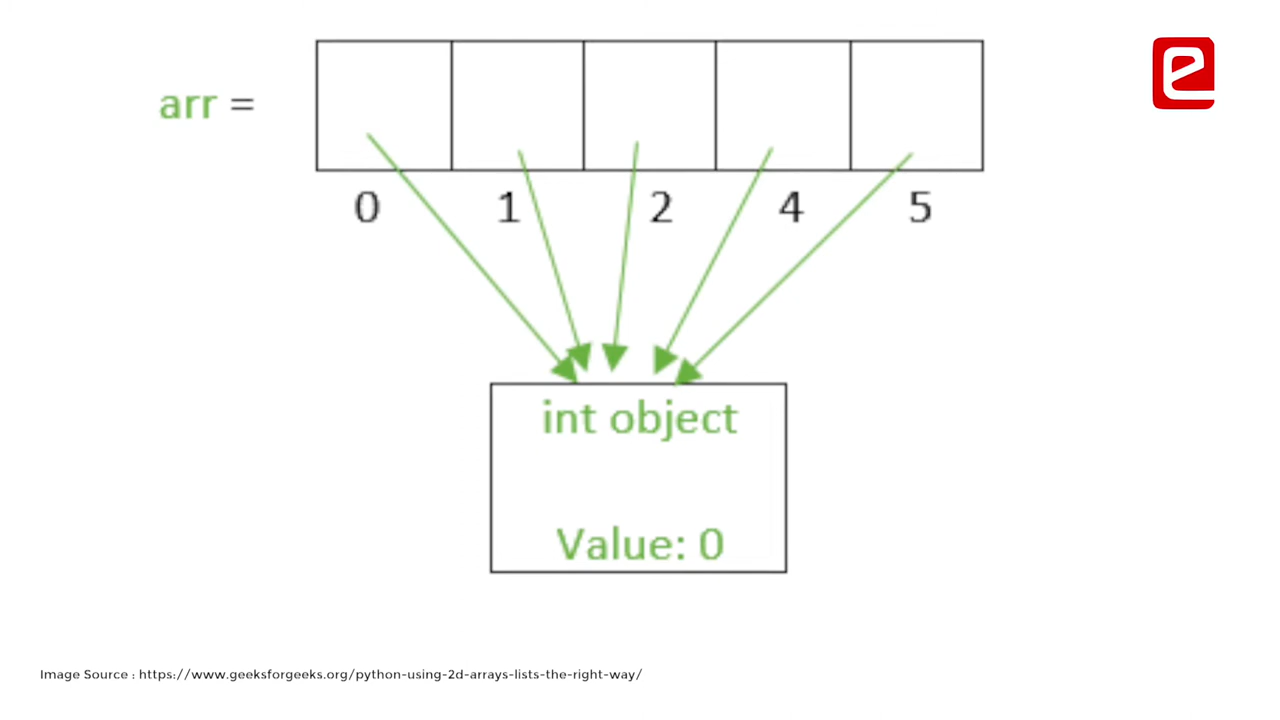 arr =
0 1 2 4 5
int object
Value: 0
Image Source : https://www.geeksforgeeks.org/python-using-2d-arrays-lists-the-right-way/